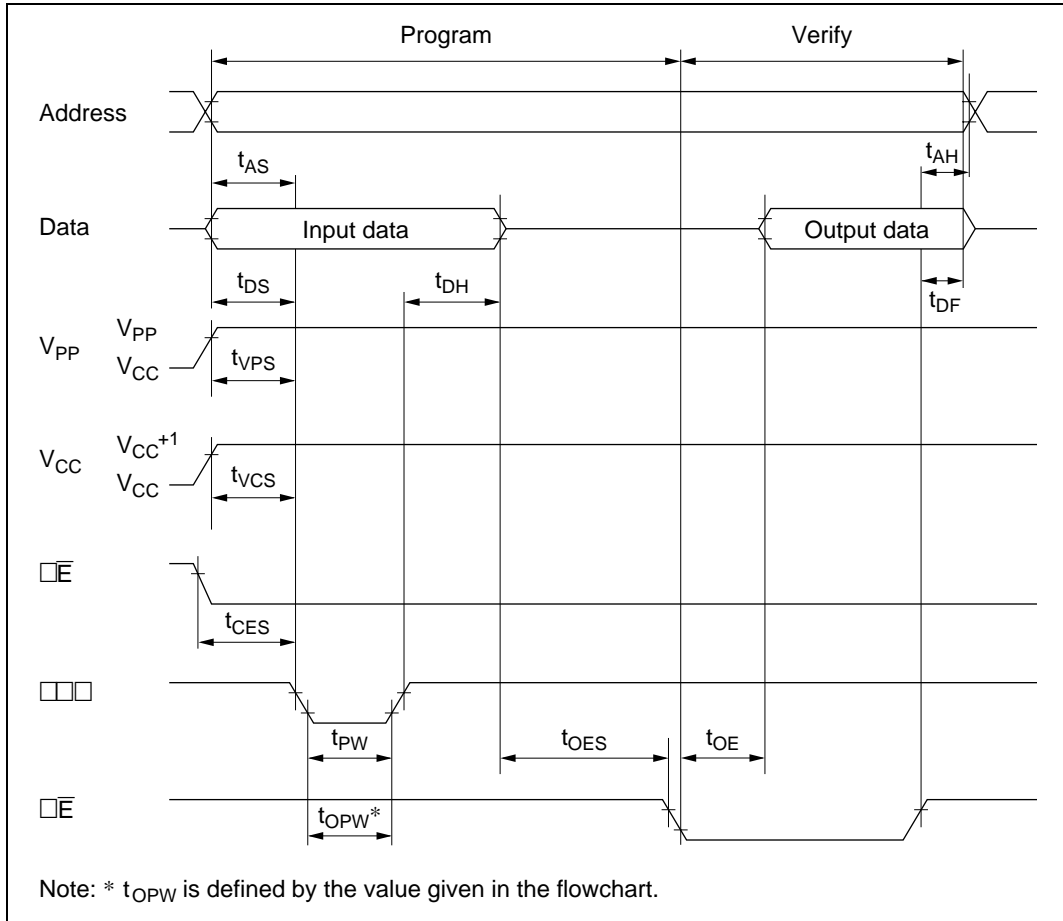 Program Verify
Address
tAS tAH
Data Input data Output data
tDS tDH tDF
VPP VPP
VCC tVPS
VCC VCC+1
VCC tVCS
□E̅
tCES
□□□
tPW tOES tOE
□E̅
tOPW*
Note: * tOPW is defined by the value given in the flowchart.